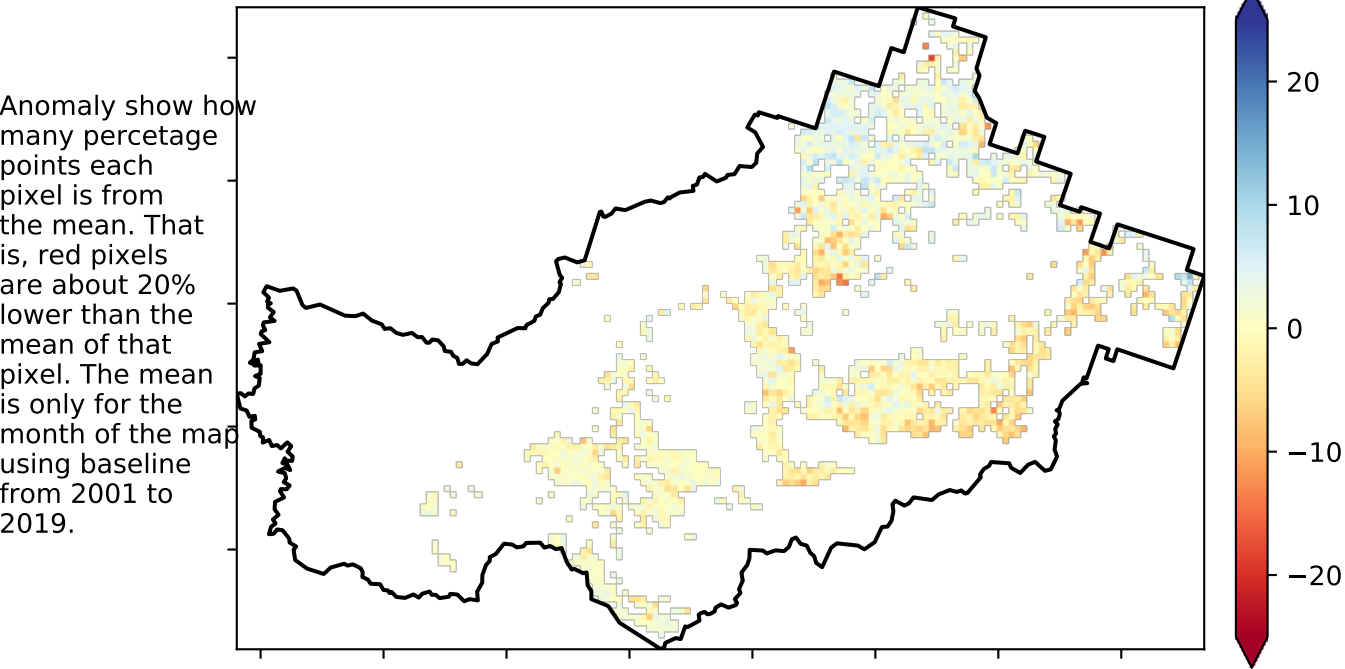 Anomaly show how
many percetage
points each
pixel is from
the mean. That
is, red pixels
are about 20%
lower than the
mean of that
pixel. The mean
is only for the
month of the map
using baseline
from 2001 to
2019.
20
10
0
−10
−20